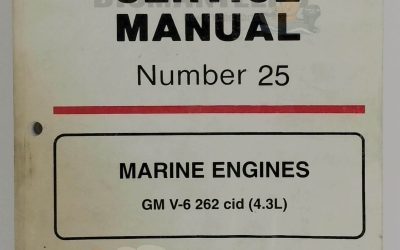 MANUAL
Number 25
MARINE ENGINES
GM V-6 262 cid (4.3L)